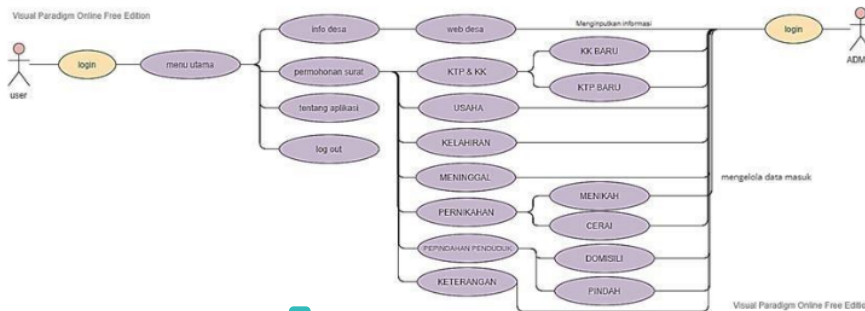 Visual Paradigm Online Free Edition
info desa
web desa
Menginputkan informasi
login
user
login
menu utama
permohonan surat
KTP & KK
KK BARU
KTP BARU
ADM
tentang aplikasi
USAHA
log out
KELAHIRAN
MENINGGAL
mengelola data masuk
PERNIKAHAN
MENIKAH
CERAI
PEPINDAHAN PENDUDUK
DOMISILI
KETERANGAN
PINDAH
Visual Paradigm Online Free Edition